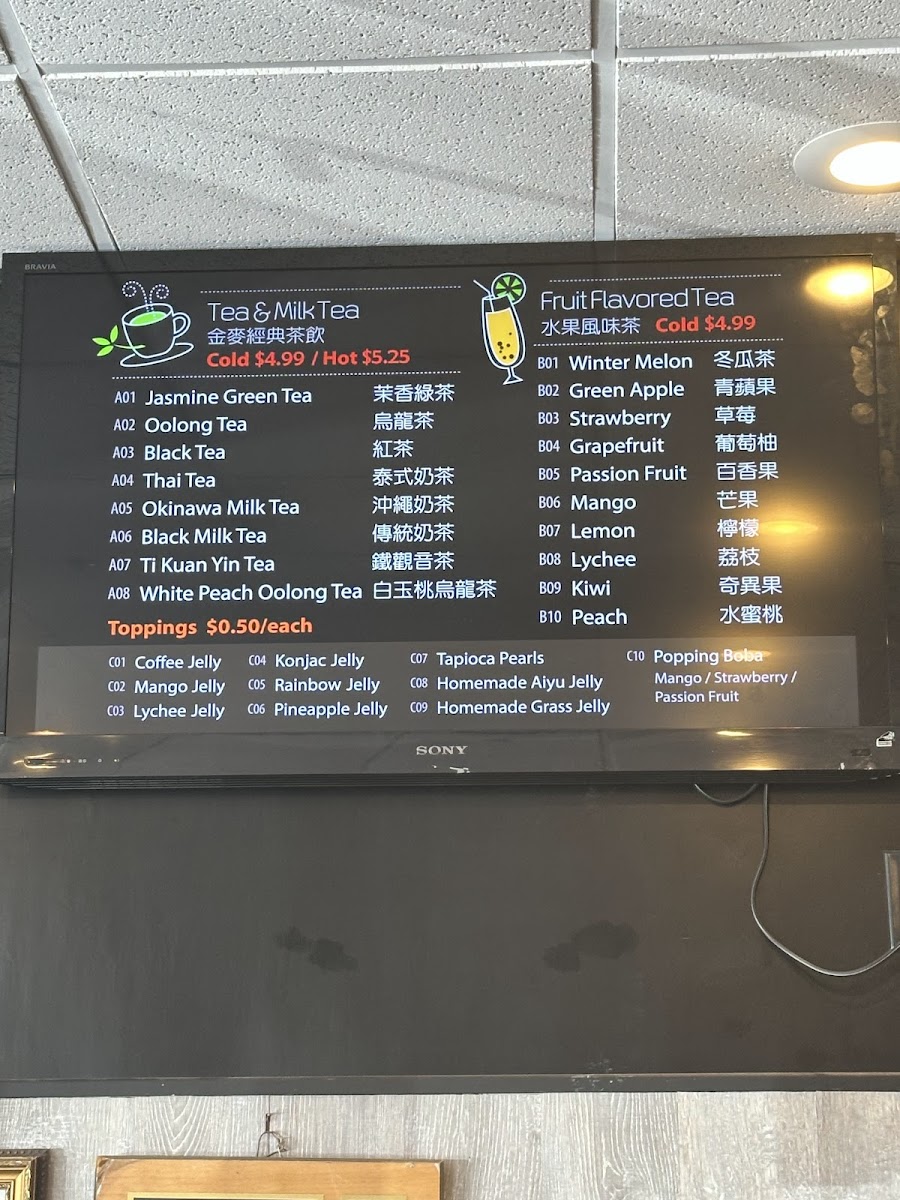 BRAVIA
Tea & Milk Tea
金麥經典茶飲
Cold $4.99 / Hot $5.25
A01 Jasmine Green Tea 茉香綠茶
A02 Oolong Tea 烏龍茶
A03 Black Tea 紅茶
A04 Thai Tea 泰式奶茶
A05 Okinawa Milk Tea 沖繩奶茶
A06 Black Milk Tea 傳統奶茶
A07 Ti Kuan Yin Tea 鐵觀音茶
A08 White Peach Oolong Tea 白玉桃烏龍茶
Fruit Flavored Tea
水果風味茶 Cold $4.99
B01 Winter Melon 冬瓜茶
B02 Green Apple 青蘋果
B03 Strawberry 草莓
B04 Grapefruit 葡萄柚
B05 Passion Fruit 百香果
B06 Mango 芒果
B07 Lemon 檸檬
B08 Lychee 荔枝
B09 Kiwi 奇異果
B10 Peach 水蜜桃
Toppings $0.50/each
C01 Coffee Jelly
C02 Mango Jelly
C03 Lychee Jelly
C04 Konjac Jelly
C05 Rainbow Jelly
C06 Pineapple Jelly
C07 Tapioca Pearls
C08 Homemade Aiyu Jelly
C09 Homemade Grass Jelly
C10 Popping Boba
Mango / Strawberry /
Passion Fruit
SONY